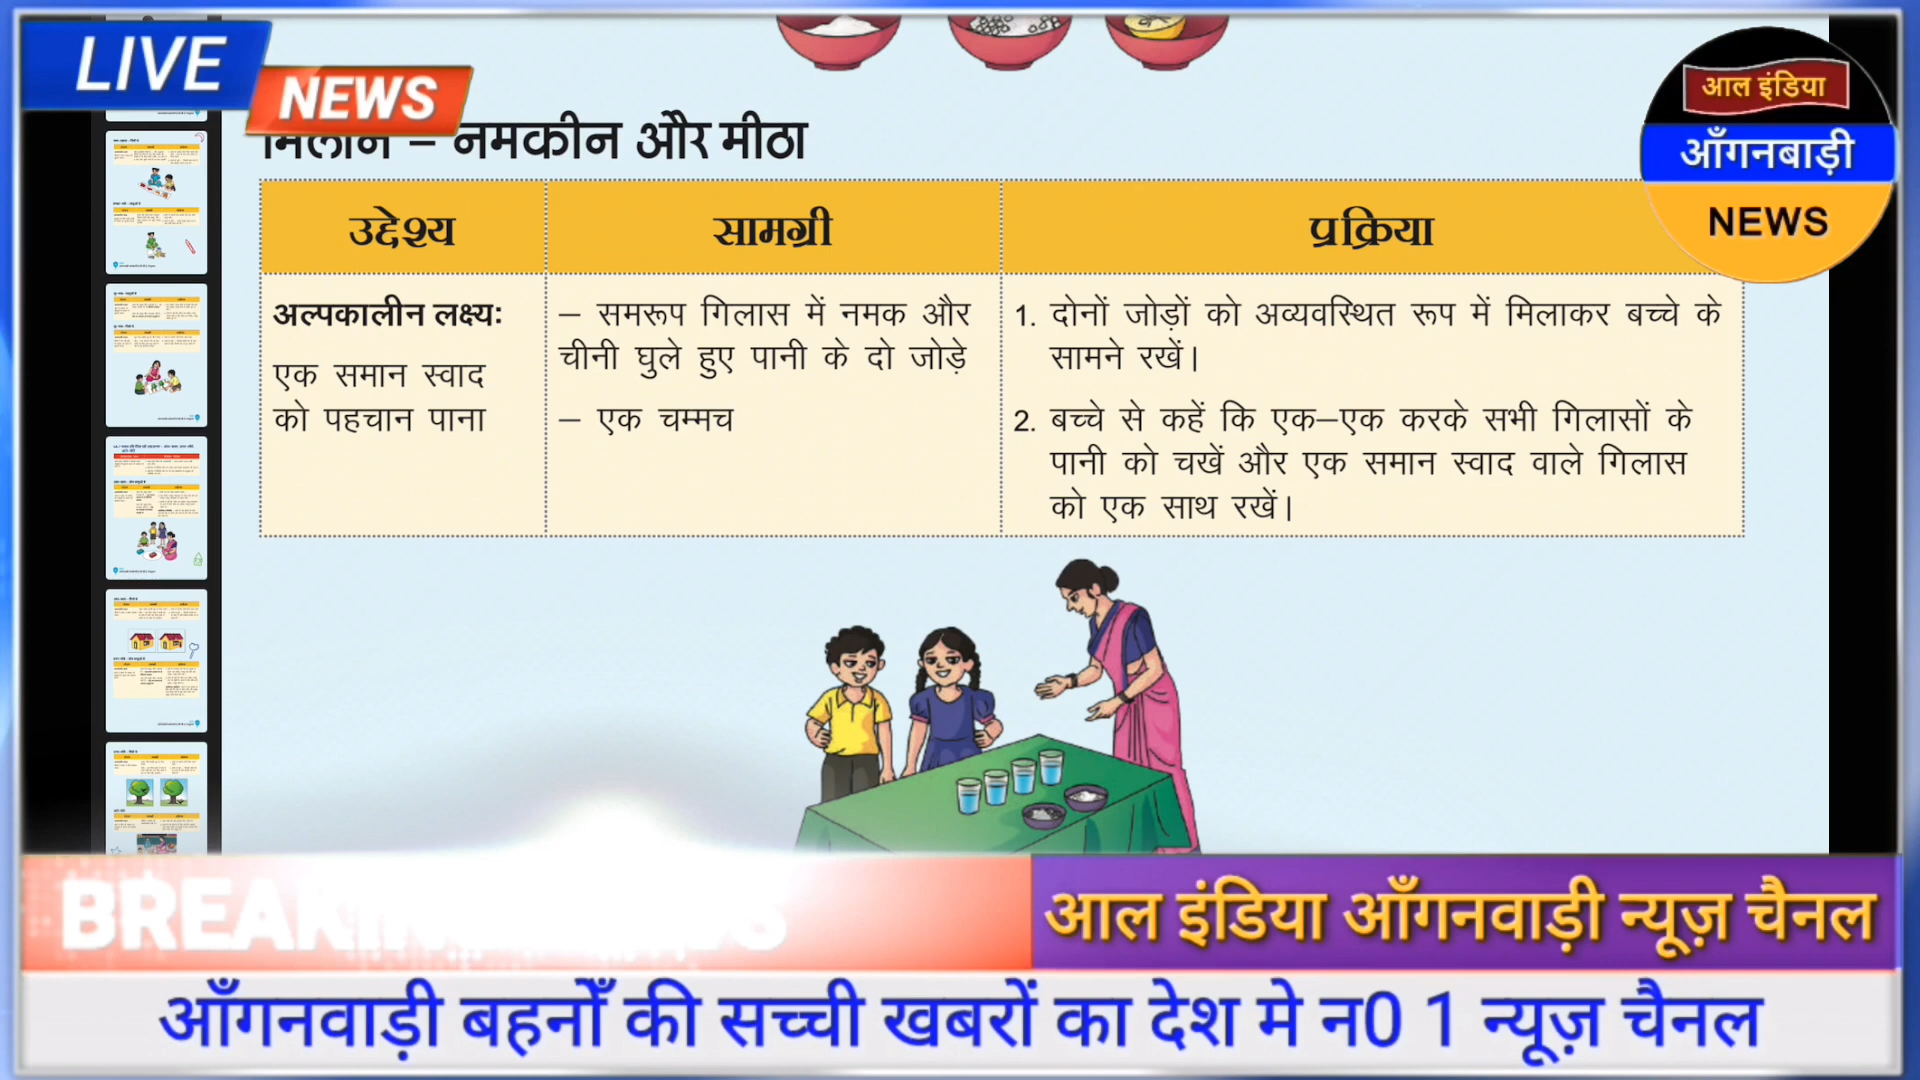 LIVE
NEWS
आल इंडिया
आँगनबाड़ी
NEWS
मिलान – नमकीन और मीठा
उद्देश्य
सामग्री
प्रक्रिया
अल्पकालीन लक्ष्यः
एक समान स्वाद
को पहचान पाना
– समरूप गिलास में नमक और
चीनी घुले हुए पानी के दो जोड़े
– एक चम्मच
1. दोनों जोड़ों को अव्यवस्थित रूप में मिलाकर बच्चे के
सामने रखें।
2. बच्चे से कहें कि एक–एक करके सभी गिलासों के
पानी को चखें और एक समान स्वाद वाले गिलास
को एक साथ रखें।
आल इंडिया आँगनवाड़ी न्यूज़ चैनल
आँगनवाड़ी बहनोँ की सच्ची खबरों का देश मे न0 1 न्यूज़ चैनल